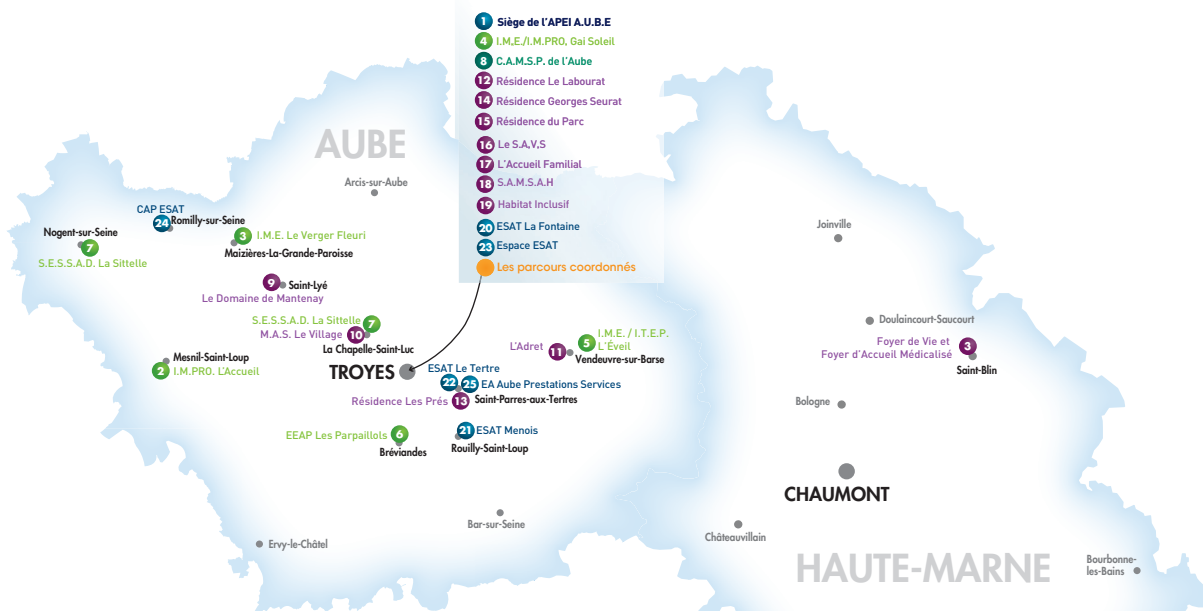 1 Siège de l'APEI A.U.B.E
4 I.M.E./I.M.PRO, Gai Soleil
8 C.A.M.S.P. de l'Aube
12 Résidence Le Labourat
14 Résidence Georges Seurat
15 Résidence du Parc
16 Le S.A,V,S
17 L'Accueil Familial
18 S.A.M.S.A.H
19 Habitat Inclusif
20 ESAT La Fontaine
23 Espace ESAT
Les parcours coordonnés
AUBE
Arcis-sur-Aube
CAP ESAT
24 Romilly-sur-Seine
Nogent-sur-Seine
7
S.E.S.S.A.D. La Sittelle
3 I.M.E. Le Verger Fleuri
Maizières-La-Grande-Paroisse
9 Saint-Lyé
Le Domaine de Mantenay
S.E.S.S.A.D. La Sittelle 7
M.A.S. Le Village 10
La Chapelle-Saint-Luc
Mesnil-Saint-Loup
2 I.M.PRO. L'Accueil
TROYES
L'Adret 11
5 I.M.E. / I.T.E.P.
L'Éveil
Vendeuvre-sur-Barse
ESAT Le Tertre
22 25 EA Aube Prestations Services
Résidence Les Prés 13 Saint-Parres-aux-Tertres
EEAP Les Parpaillols 6
Bréviandes
21 ESAT Menois
Rouilly-Saint-Loup
Bar-sur-Seine
Ervy-le-Châtel
Joinville
Doulaincourt-Saucourt
Foyer de Vie et
Foyer d'Accueil Médicalisé 3
Saint-Blin
Bologne
CHAUMONT
Châteauvillain
HAUTE-MARNE
Bourbonne-
les-Bains